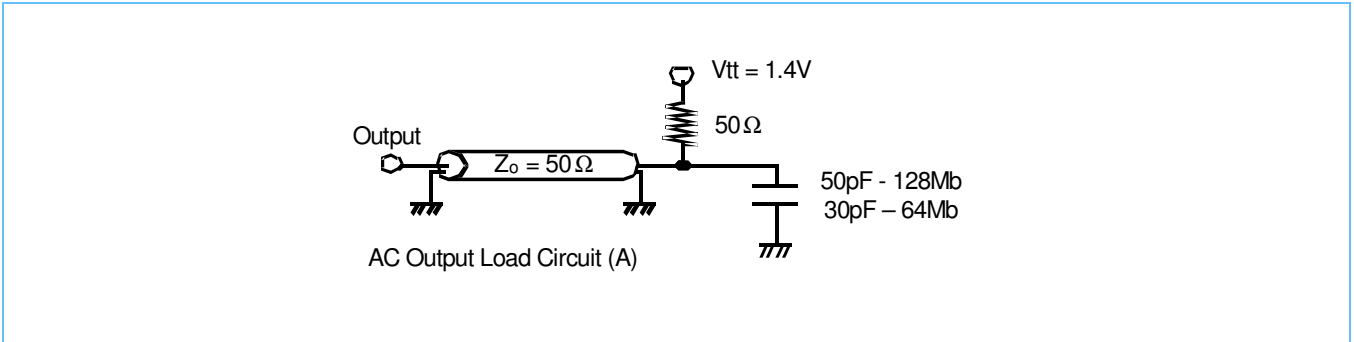 Vtt = 1.4V
50Ω
Output
Zo = 50Ω
50pF - 128Mb
30pF – 64Mb
AC Output Load Circuit (A)